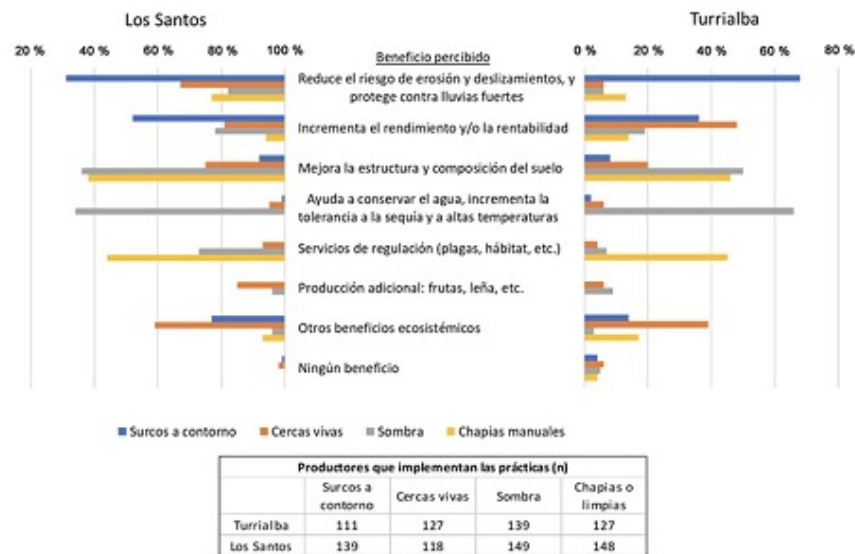 Los Santos
Turrialba
20 % 40 % 60 % 80 % 100 %
Beneficio percibido
0 % 20 % 40 % 60 % 80 %
Reduce el riesgo de erosión y deslizamientos, y
protege contra lluvias fuertes
Incrementa el rendimiento y/o la rentabilidad
Mejora la estructura y composición del suelo
Ayuda a conservar el agua, incrementa la
tolerancia a la sequía y a altas temperaturas
Servicios de regulación (plagas, hábitat, etc.)
Producción adicional: frutas, leña, etc.
Otros beneficios ecosistémicos
Ningún beneficio
Surcos a contorno Cercas vivas Sombra Chapias manuales
Productores que implementan las prácticas (n)
Surcos a
contorno
Cercas vivas
Sombra
Chapias o
limpias
Turrialba 111 127 139 127
Los Santos 139 118 149 148